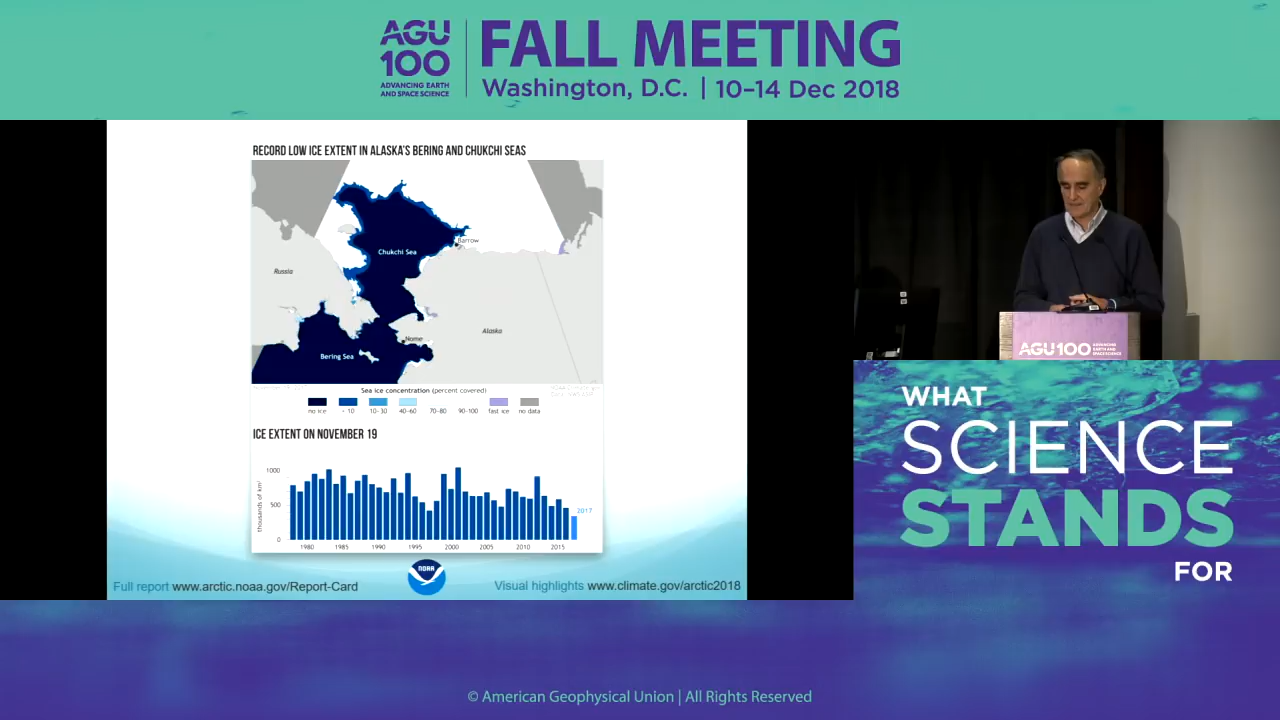 AGU
100
ADVANCING EARTH
AND SPACE SCIENCE
FALL MEETING
Washington, D.C. | 10–14 Dec 2018
RECORD LOW ICE EXTENT IN ALASKA'S BERING AND CHUKCHI SEAS
Barrow
Chukchi Sea
Russia
Alaska
Nome
Bering Sea
Sea ice concentration (percent covered)
no ice < 10 10-30 40-60 70-80 90-100 fast ice no data
ICE EXTENT ON NOVEMBER 19
thousands of km²
1000
500
0
2017
1980 1985 1990 1995 2000 2005 2010 2015
NOAA
Full report www.arctic.noaa.gov/Report-Card
Visual highlights www.climate.gov/arctic2018
AGU100 ADVANCING
EARTH AND
SPACE SCIENCE
WHAT
SCIENCE
STANDS
FOR
© American Geophysical Union | All Rights Reserved